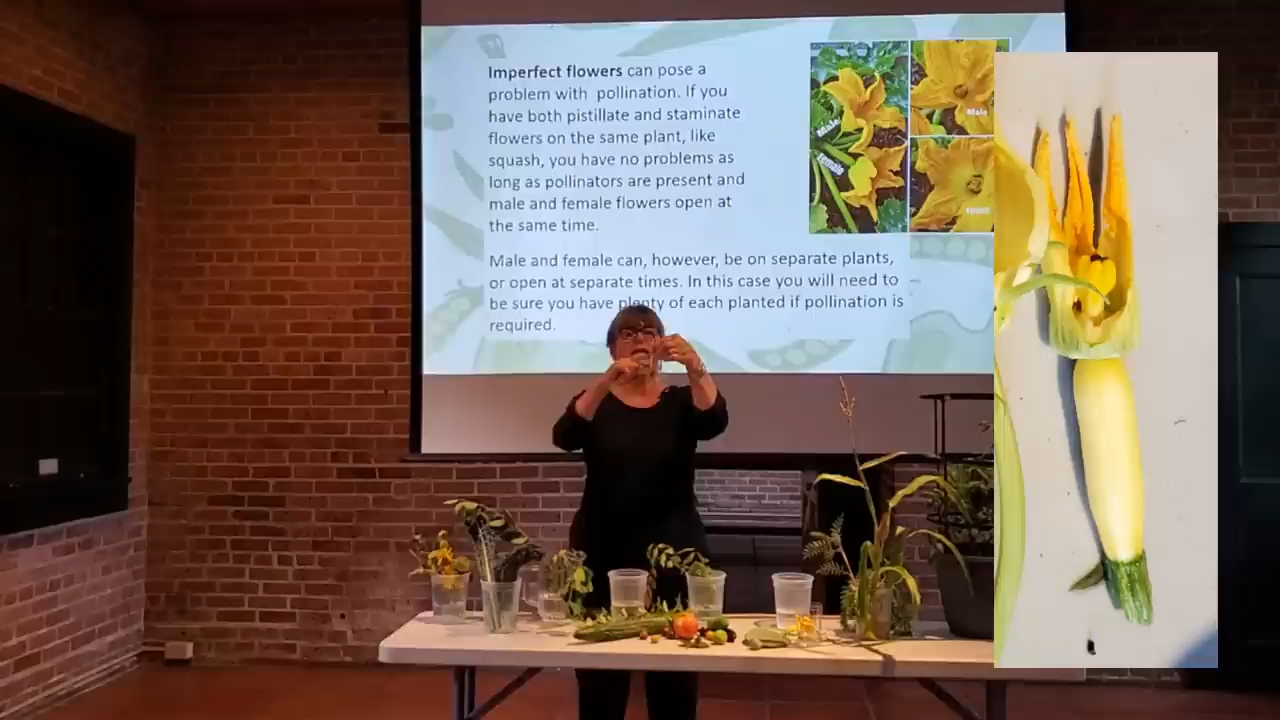 Imperfect flowers can pose a
problem with pollination. If you
have both pistillate and staminate
flowers on the same plant, like
squash, you have no problems as
long as pollinators are present and
male and female flowers open at
the same time.
Male and female can, however, be on separate plants,
or open at separate times. In this case you will need to
be sure you have plenty of each planted if pollination is
required.
Male
Female
Male